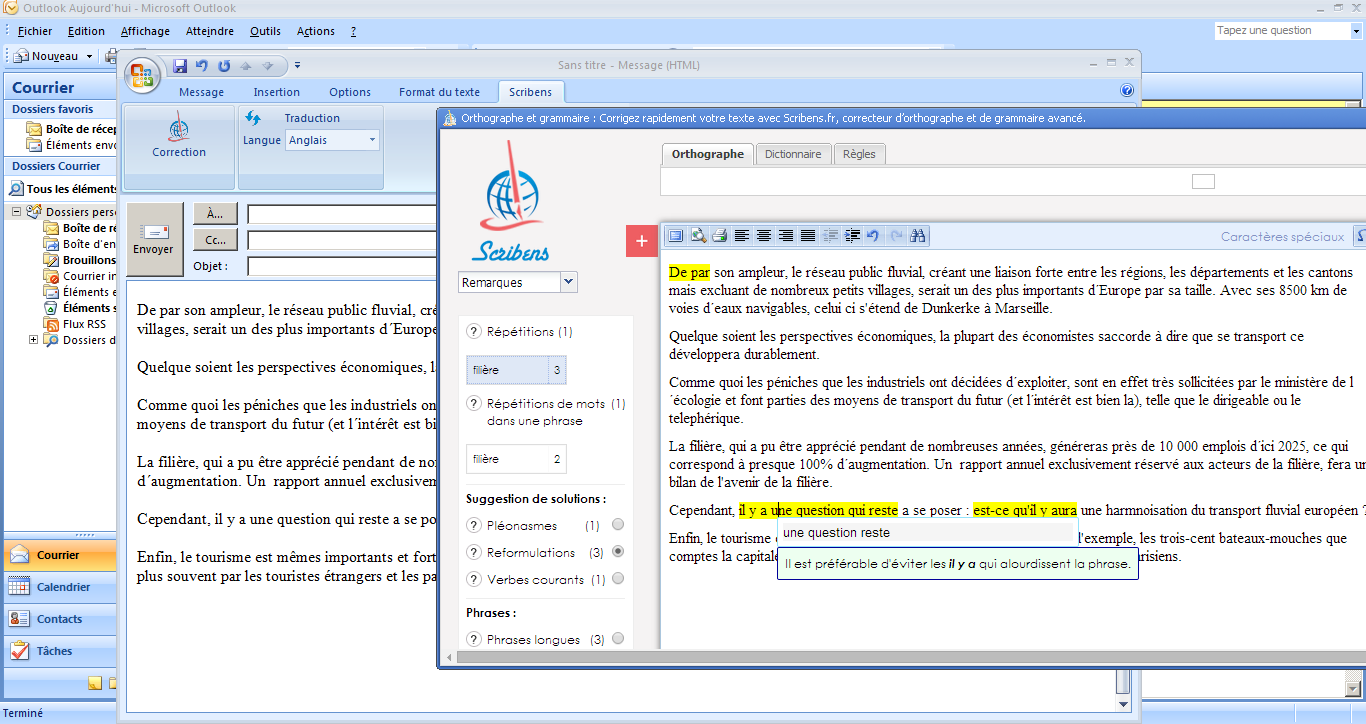 Outlook Aujourd'hui - Microsoft Outlook
Fichier Edition Affichage Atteindre Outils Actions ?
Tapez une question
Nouveau
Courrier
Dossiers favoris
Boîte de récep
Éléments envo
Dossiers Courrier
Tous les éléments
Dossiers perso
Boîte de ré
Boîte d'en
Brouillons
Courrier in
Éléments e
Éléments s
Flux RSS
Dossiers d
Courrier
Calendrier
Contacts
Tâches
Terminé
Sans titre - Message (HTML)
Message Insertion Options Format du texte Scribens
Correction
Traduction
Langue Anglais
Envoyer
À...
Cc...
Objet :
De par son ampleur, le réseau public fluvial, cré
villages, serait un des plus importants d´Europe
Quelque soient les perspectives économiques, l
Comme quoi les péniches que les industriels on
moyens de transport du futur (et l´intérêt est bi
La filière, qui a pu être apprécié pendant de no
d´augmentation. Un rapport annuel exclusivem
Cependant, il y a une question qui reste a se po
Enfin, le tourisme est mêmes importants et fort
plus souvent par les touristes étrangers et les pa
Orthographe et grammaire : Corrigez rapidement votre texte avec Scribens.fr, correcteur d'orthographe et de grammaire avancé.
Scribens
Remarques
? Répétitions (1)
filière 3
? Répétitions de mots (1)
dans une phrase
filière 2
Suggestion de solutions :
? Pléonasmes (1)
? Reformulations (3)
? Verbes courants (1)
Phrases :
? Phrases longues (3)
Orthographe Dictionnaire Règles
+
Caractères spéciaux
De par son ampleur, le réseau public fluvial, créant une liaison forte entre les régions, les départements et les cantons
mais excluant de nombreux petits villages, serait un des plus importants d´Europe par sa taille. Avec ses 8500 km de
voies d´eaux navigables, celui ci s'étend de Dunkerke à Marseille.
Quelque soient les perspectives économiques, la plupart des économistes saccorde à dire que se transport ce
développera durablement.
Comme quoi les péniches que les industriels ont décidées d´exploiter, sont en effet très sollicitées par le ministère de l
´écologie et font parties des moyens de transport du futur (et l´intérêt est bien la), telle que le dirigeable ou le
telephérique.
La filière, qui a pu être apprécié pendant de nombreuses années, généreras près de 10 000 emplois d´ici 2025, ce qui
correspond à presque 100% d´augmentation. Un rapport annuel exclusivement réservé aux acteurs de la filière, fera un
bilan de l'avenir de la filière.
Cependant, il y a une question qui reste a se poser : est-ce qu'il y aura une harmnoisation du transport fluvial européen ?
une question reste
Il est préférable d'éviter les il y a qui alourdissent la phrase.
Enfin, le tourisme l'exemple, les trois-cent bateaux-mouches que
comptes la capitale risiens.